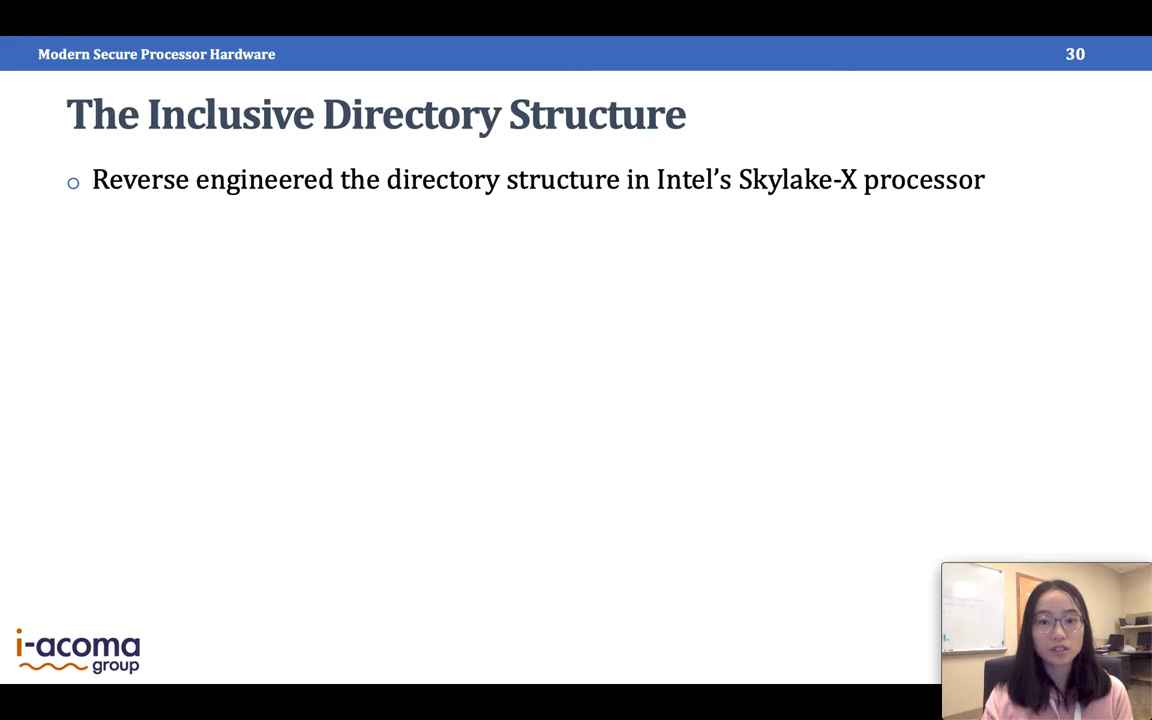 Modern Secure Processor Hardware
30
The Inclusive Directory Structure
Reverse engineered the directory structure in Intel's Skylake-X processor
i-acoma
group